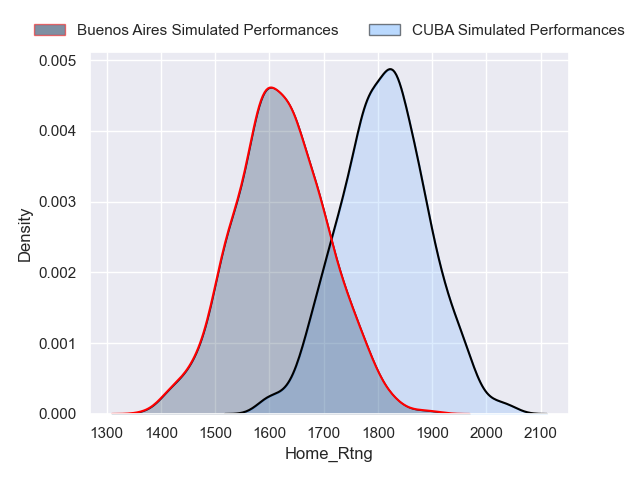 Buenos Aires Simulated Performances CUBA Simulated Performances
0.005
0.004
0.003
0.002
0.001
0.000
Density
1300 1400 1500 1600 1700 1800 1900 2000 2100
Home_Rtng